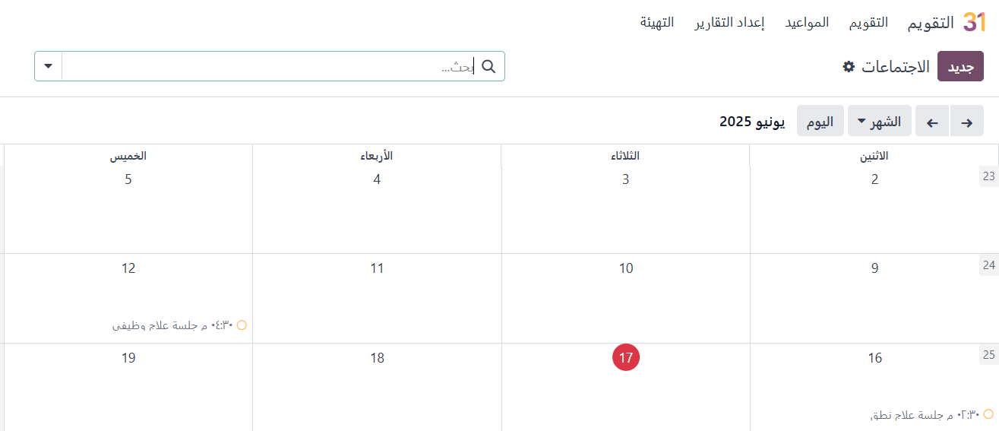 31 التقويم التقويم المواعيد إعداد التقارير التهيئة
جديد الاجتماعات بحث...
الشهر اليوم يونيو 2025
الاثنين الثلاثاء الأربعاء الخميس
23 2 3 4 5
24 9 10 11 12
٠٤:٣٠ م جلسة علاج وظيفي
25 16 17 18 19
٠٢:٣٠ م جلسة علاج نطق